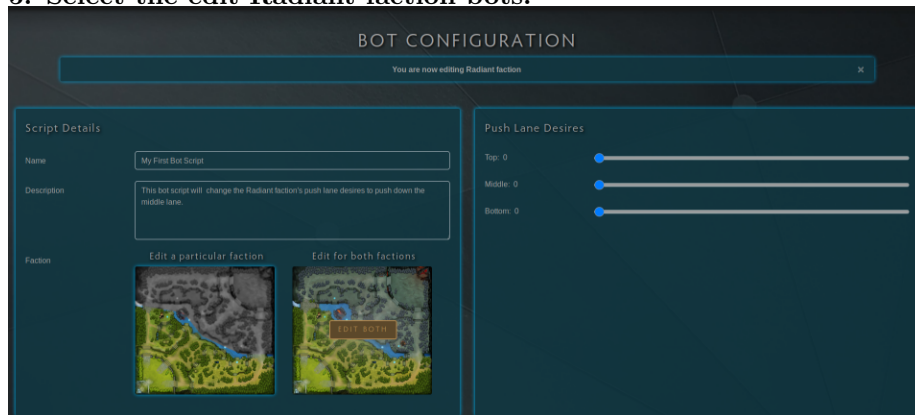 3. Select the edit Radiant faction bots.
BOT CONFIGURATION
You are now editing Radiant faction ×
Script Details
Name My First Bot Script
Description This bot script will change the Radiant faction's push lane desires to push down the
middle lane.
Faction Edit a particular faction Edit for both factions
EDIT BOTH
Push Lane Desires
Top: 0
Middle: 0
Bottom: 0